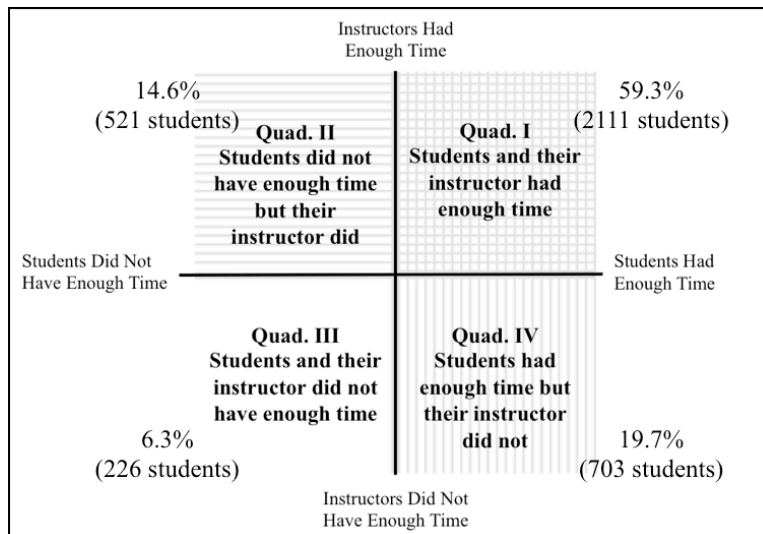 Instructors Had
Enough Time
14.6%
(521 students)
59.3%
(2111 students)
Quad. II
Students did not
have enough time
but their
instructor did
Quad. I
Students and their
instructor had
enough time
Students Did Not
Have Enough Time
Students Had
Enough Time
Quad. III
Students and their
instructor did not
have enough time
Quad. IV
Students had
enough time but
their instructor
did not
6.3%
(226 students)
19.7%
(703 students)
Instructors Did Not
Have Enough Time